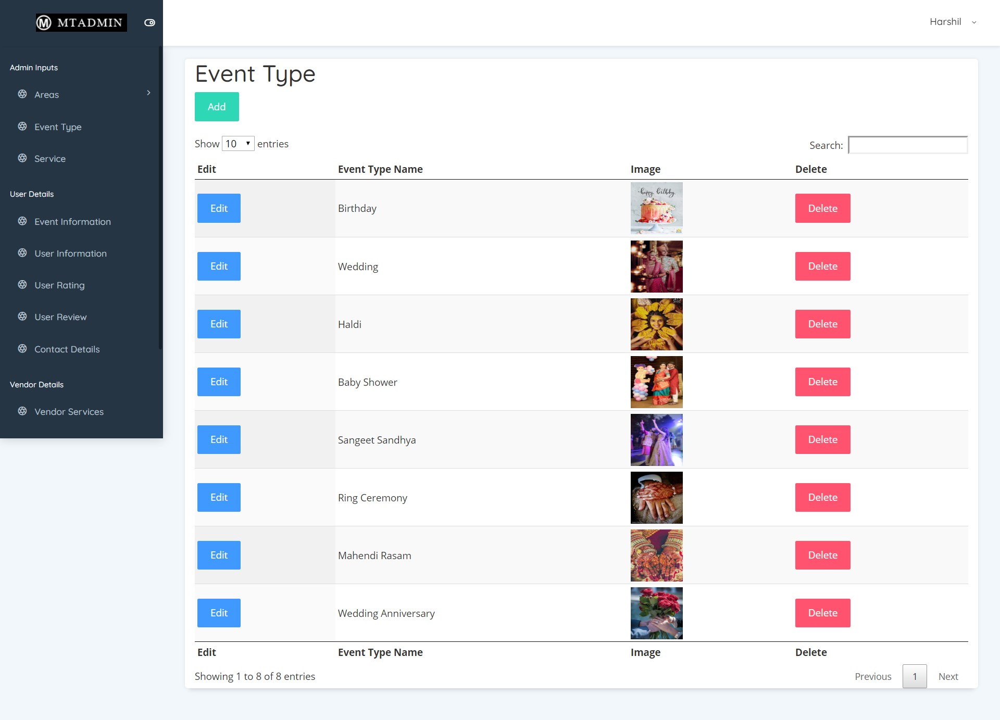 MTADMIN
Harshil
Admin Inputs
Areas
Event Type
Service
User Details
Event Information
User Information
User Rating
User Review
Contact Details
Vendor Details
Vendor Services
Event Type
Add
Show 10 entries
Search:
Edit Event Type Name Image Delete
happy birthday
Edit Birthday Delete
Edit Wedding Delete
Edit Haldi Delete
Edit Baby Shower Delete
Edit Sangeet Sandhya Delete
Edit Ring Ceremony Delete
Edit Mahendi Rasam Delete
Edit Wedding Anniversary Delete
Edit Event Type Name Image Delete
Showing 1 to 8 of 8 entries
Previous 1 Next